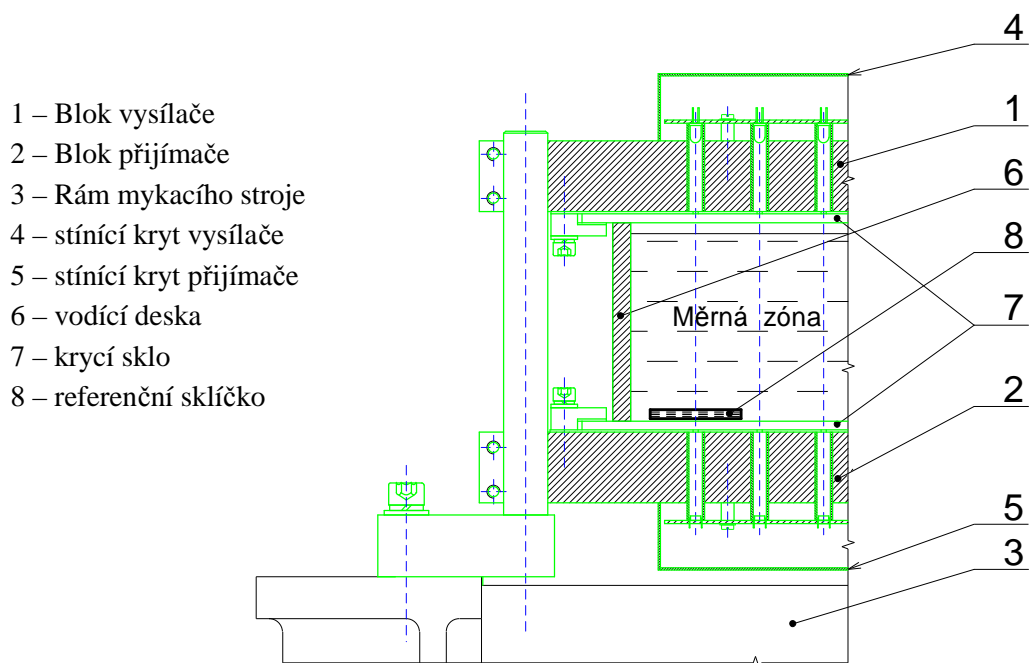 1 – Blok vysílače
2 – Blok přijímače
3 – Rám mykacího stroje
4 – stínící kryt vysílače
5 – stínící kryt přijímače
6 – vodící deska
7 – krycí sklo
8 – referenční sklíčko
4
1
6
8
Měrná zóna
7
2
5
3